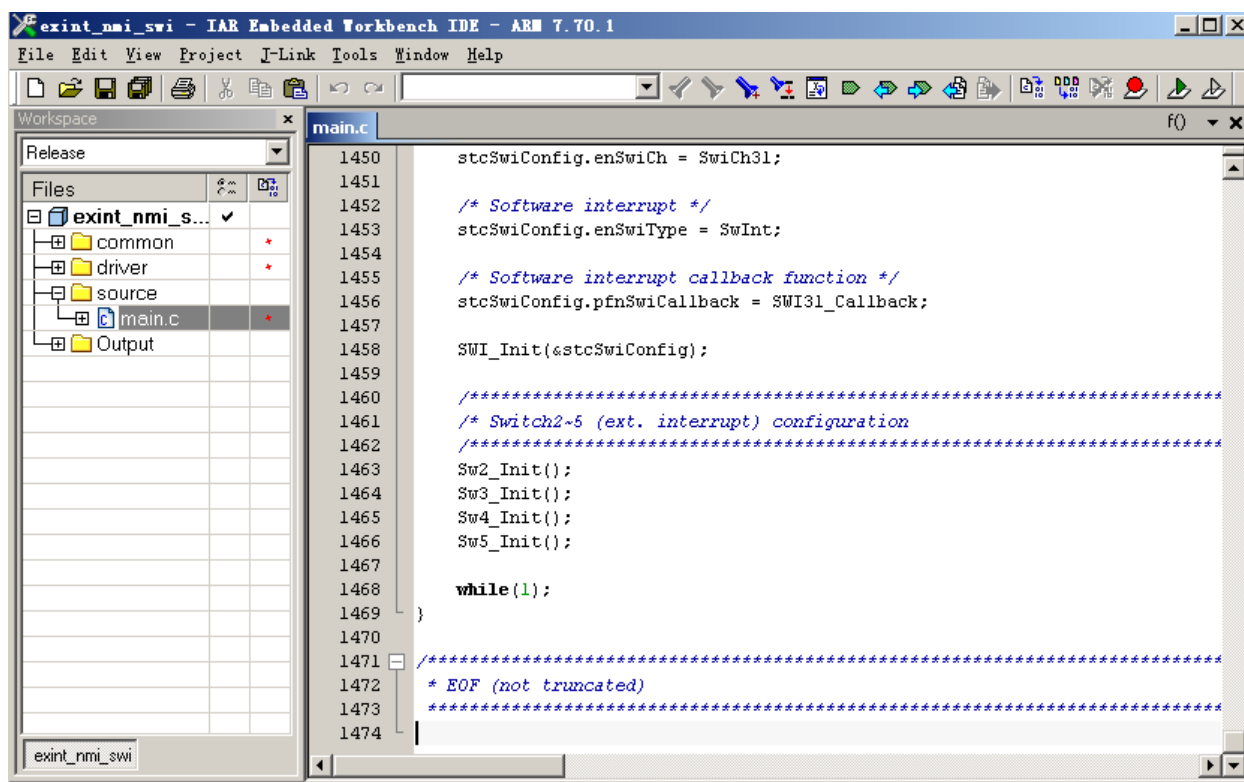 exint_nmi_swi - IAR Embedded Workbench IDE - ARM 7.70.1
File Edit View Project J-Link Tools Window Help
Workspace
main.c
f()
Release
Files
exint_nmi_s...
common
driver
source
main.c
Output
exint_nmi_swi
1450 stcSwiConfig.enSwiCh = SwiCh31;
1451
1452 /* Software interrupt */
1453 stcSwiConfig.enSwiType = SwInt;
1454
1455 /* Software interrupt callback function */
1456 stcSwiConfig.pfnSwiCallback = SWI31_Callback;
1457
1458 SWI_Init(&stcSwiConfig);
1459
1460 /************************************************************************
1461 /* Switch2~5 (ext. interrupt) configuration
1462 /************************************************************************
1463 Sw2_Init();
1464 Sw3_Init();
1465 Sw4_Init();
1466 Sw5_Init();
1467
1468 while(1);
1469 }
1470
1471 /****************************************************************************
1472 * EOF (not truncated)
1473 ****************************************************************************
1474